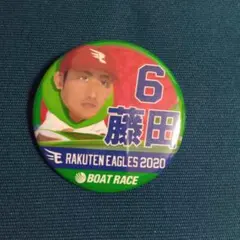 6
藤田
RAKUTEN EAGLES 2020
BOAT RACE